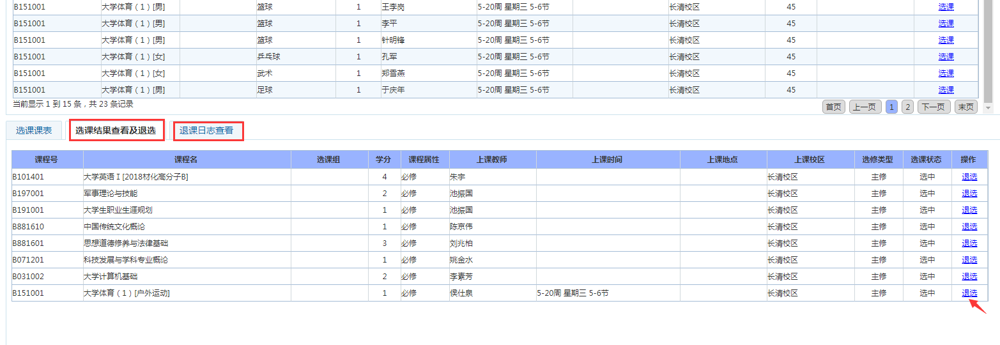 B151001 大学体育（1）[男] 篮球 1 王李岗 5-20周 星期三 5-6节 长清校区 45 选课
B151001 大学体育（1）[男] 篮球 1 李平 5-20周 星期三 5-6节 长清校区 45 选课
B151001 大学体育（1）[男] 篮球 1 针明锋 5-20周 星期三 5-6节 长清校区 45 选课
B151001 大学体育（1）[女] 乒乓球 1 孔军 5-20周 星期三 5-6节 长清校区 45 选课
B151001 大学体育（1）[女] 武术 1 郑雪燕 5-20周 星期三 5-6节 长清校区 45 选课
B151001 大学体育（1）[男] 足球 1 于庆年 5-20周 星期三 5-6节 长清校区 45 选课
当前显示 1 到 15 条，共 23 条记录 首页 上一页 1 2 下一页 末页
选课课表 选课结果查看及退选 退课日志查看
课程号 课程名 选课组 学分 课程属性 上课教师 上课时间 上课地点 上课校区 选修类型 选课状态 操作
B101401 大学英语Ⅰ[2018材化高分子B] 4 必修 朱宇 长清校区 主修 选中 退选
B197001 军事理论与技能 2 必修 池振国 长清校区 主修 选中 退选
B191001 大学生职业生涯规划 1 必修 池振国 长清校区 主修 选中 退选
B881610 中国传统文化概论 1 必修 陈京伟 长清校区 主修 选中 退选
B881601 思想道德修养与法律基础 3 必修 刘兆柏 长清校区 主修 选中 退选
B071201 科技发展与学科专业概论 1 必修 姚金水 长清校区 主修 选中 退选
B031002 大学计算机基础 2 必修 李素芳 长清校区 主修 选中 退选
B151001 大学体育（1）[户外运动] 1 必修 侯仕泉 5-20周 星期三 5-6节 长清校区 主修 选中 退选